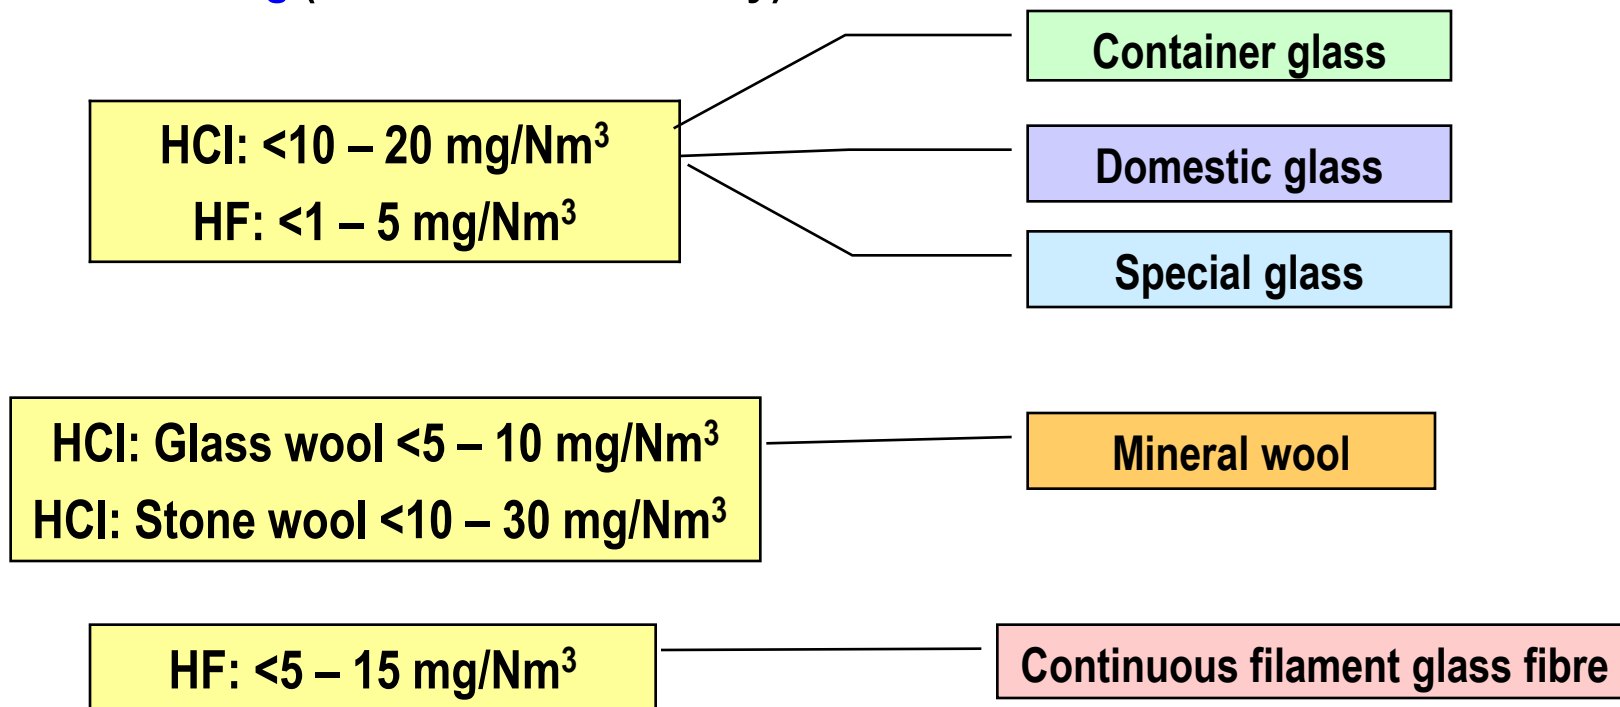 HCl: <10 – 20 mg/Nm³
HF: <1 – 5 mg/Nm³
Container glass
Domestic glass
Special glass
HCl: Glass wool <5 – 10 mg/Nm³
HCl: Stone wool <10 – 30 mg/Nm³
Mineral wool
HF: <5 – 15 mg/Nm³
Continuous filament glass fibre